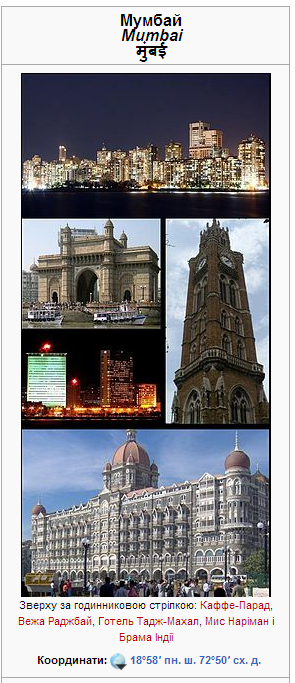 Мумбай
Mumbai
मुंबई
Зверху за годинниковою стрілкою: Каффе-Парад,
Вежа Раджбай, Готель Тадж-Махал, Мис Наріман і
Брама Індії
Координати: 18°58′ пн. ш. 72°50′ сх. д.